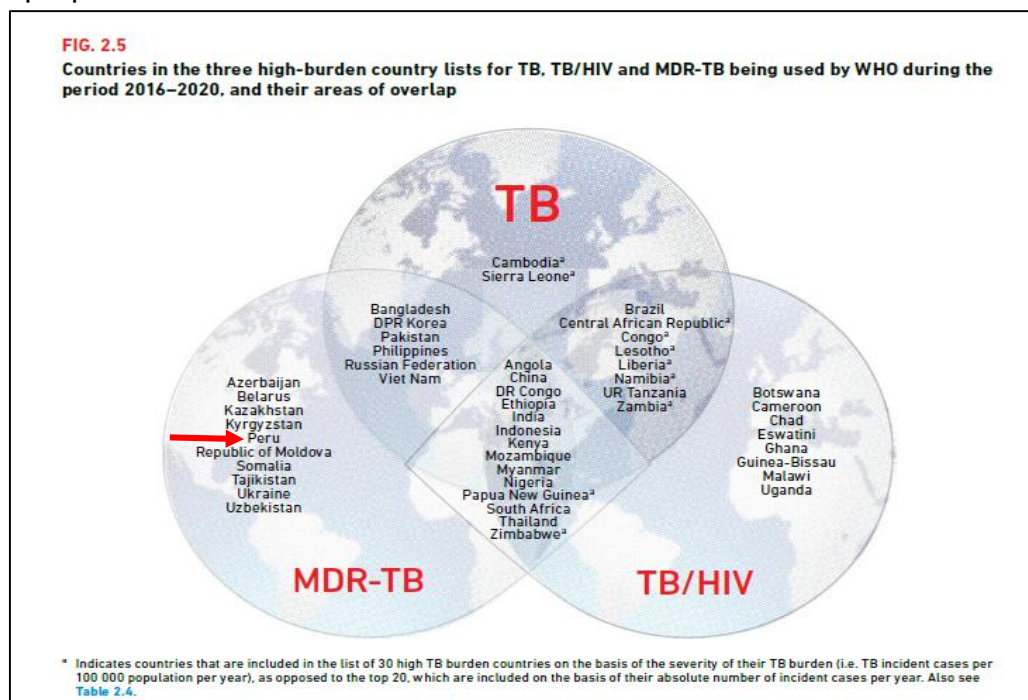 FIG. 2.5
Countries in the three high-burden country lists for TB, TB/HIV and MDR-TB being used by WHO during the
period 2016–2020, and their areas of overlap
TB
Cambodiaᵃ
Sierra Leoneᵃ
Bangladesh
DPR Korea
Pakistan
Philippines
Russian Federation
Viet Nam
Brazil
Central African Republicᵃ
Congoᵃ
Lesothoᵃ
Liberiaᵃ
Namibiaᵃ
UR Tanzania
Zambiaᵃ
Angola
China
DR Congo
Ethiopia
India
Indonesia
Kenya
Mozambique
Myanmar
Nigeria
Papua New Guineaᵃ
South Africa
Thailand
Zimbabweᵃ
Azerbaijan
Belarus
Kazakhstan
Kyrgyzstan
Peru
Republic of Moldova
Somalia
Tajikistan
Ukraine
Uzbekistan
Botswana
Cameroon
Chad
Eswatini
Ghana
Guinea-Bissau
Malawi
Uganda
MDR-TB
TB/HIV
ᵃ Indicates countries that are included in the list of 30 high TB burden countries on the basis of the severity of their TB burden (i.e. TB incident cases per
100 000 population per year), as opposed to the top 20, which are included on the basis of their absolute number of incident cases per year. Also see
Table 2.4.